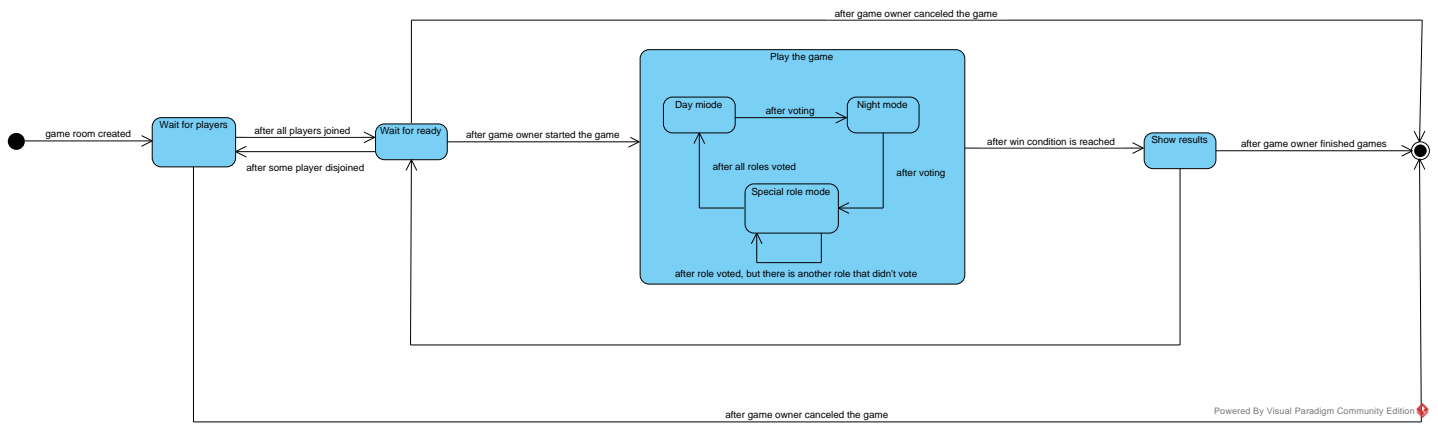 after game owner canceled the game
Play the game
Day miode
after voting
Night mode
game room created
Wait for players
after all players joined
Wait for ready
after game owner started the game
after win condition is reached
Show results
after game owner finished games
after some player disjoined
after all roles voted
after voting
Special role mode
after role voted, but there is another role that didn't vote
after game owner canceled the game
Powered By Visual Paradigm Community Edition